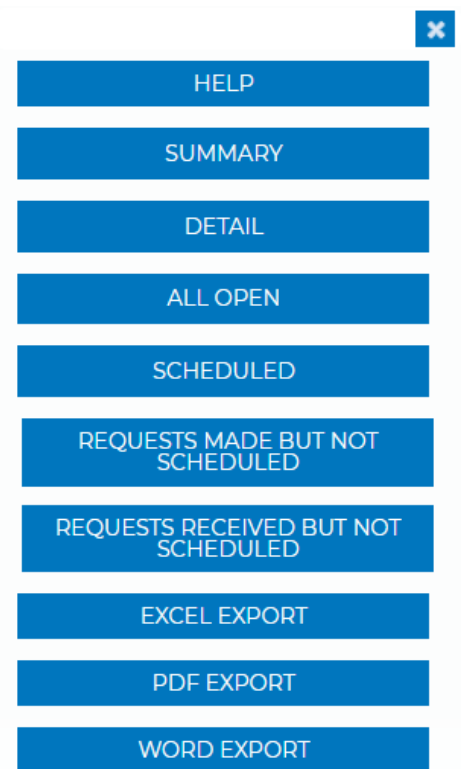 HELP
SUMMARY
DETAIL
ALL OPEN
SCHEDULED
REQUESTS MADE BUT NOT
SCHEDULED
REQUESTS RECEIVED BUT NOT
SCHEDULED
EXCEL EXPORT
PDF EXPORT
WORD EXPORT